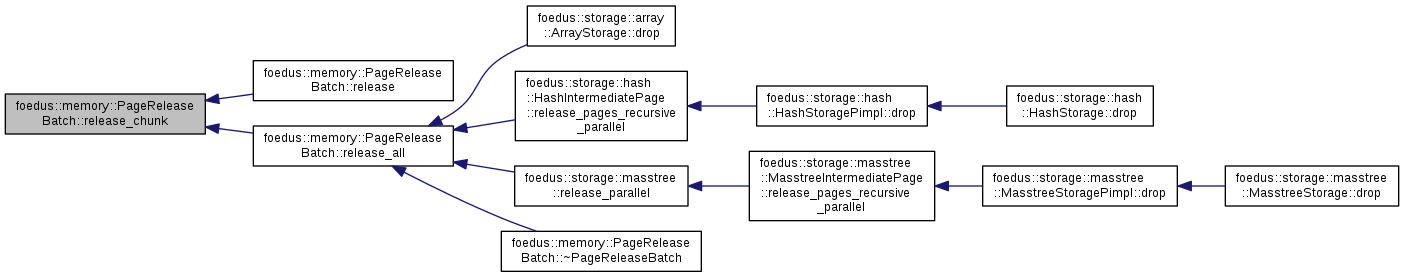 foedus::memory::PageRelease
Batch::release_chunk
foedus::memory::PageRelease
Batch::release
foedus::memory::PageRelease
Batch::release_all
foedus::storage::array
::ArrayStorage::drop
foedus::storage::hash
::HashIntermediatePage
::release_pages_recursive
_parallel
foedus::storage::hash
::HashStoragePimpl::drop
foedus::storage::hash
::HashStorage::drop
foedus::storage::masstree
::release_parallel
foedus::storage::masstree
::MasstreeIntermediatePage
::release_pages_recursive
_parallel
foedus::storage::masstree
::MasstreeStoragePimpl::drop
foedus::storage::masstree
::MasstreeStorage::drop
foedus::memory::PageRelease
Batch::~PageReleaseBatch